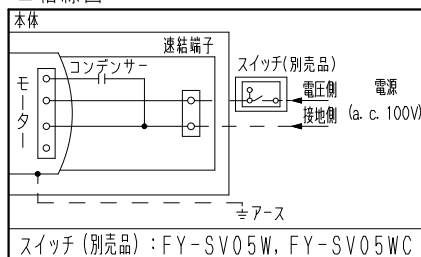 本体
速結端子
コンデンサー
モーター
スイッチ(別売品)
電圧側
電源
接地側
(a. c. 100V)
アース
スイッチ(別売品):FY-SV05W, FY-SV05WC